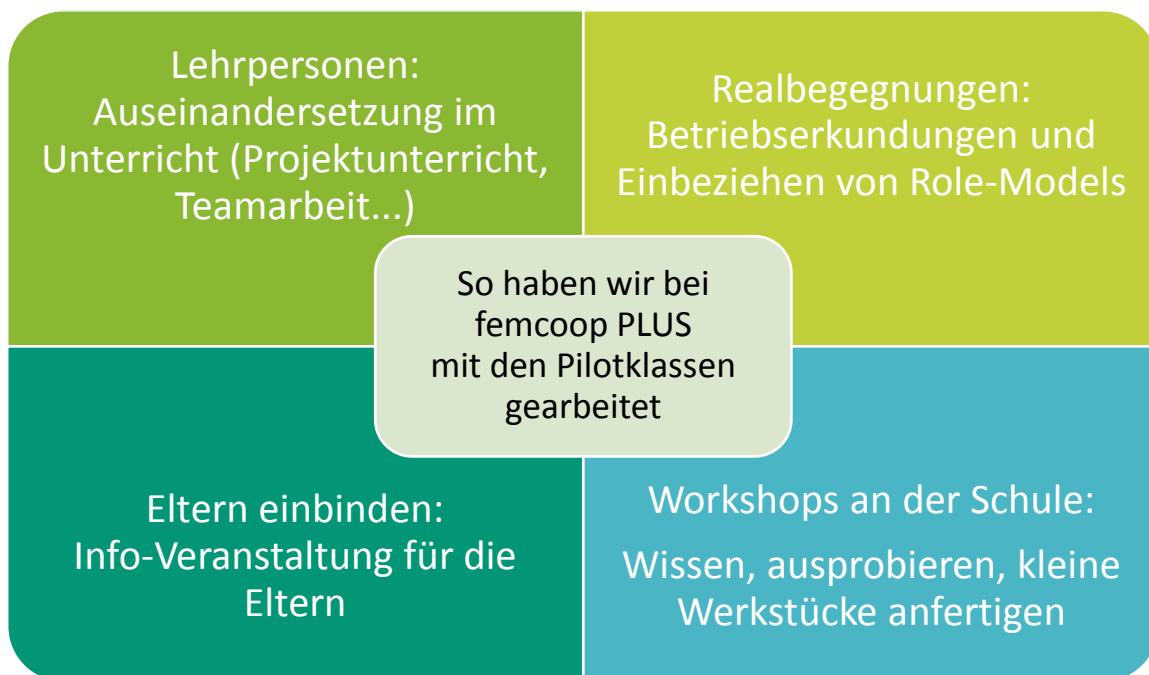 Lehrpersonen:
Auseinandersetzung im
Unterricht (Projektunterricht,
Teamarbeit...)
Realbegegnungen:
Betriebserkundungen und
Einbeziehen von Role-Models
So haben wir bei
femcoop PLUS
mit den Pilotklassen
gearbeitet
Eltern einbinden:
Info-Veranstaltung für die
Eltern
Workshops an der Schule:
Wissen, ausprobieren, kleine
Werkstücke anfertigen